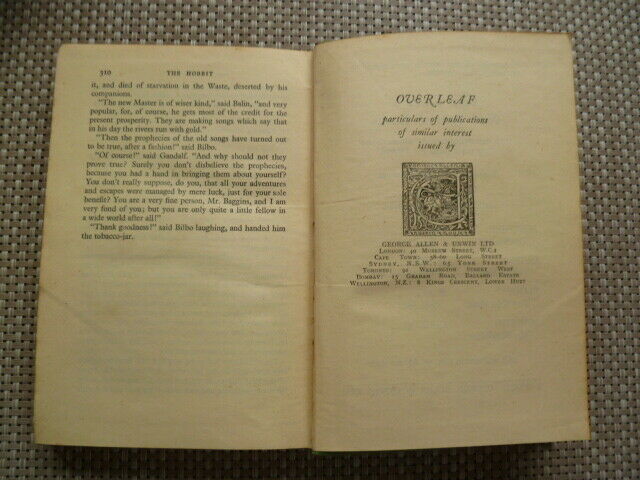 310 THE HOBBIT
it, and died of starvation in the Waste, deserted by his
companions.
"The new Master is of wiser kind," said Balin, "and very
popular, for, of course, he gets most of the credit for the
present prosperity. They are making songs which say that
in his day the rivers run with gold."
"Then the prophecies of the old songs have turned out
to be true, after a fashion!" said Bilbo.
"Of course!" said Gandalf. "And why should not they
prove true? Surely you don't disbelieve the prophecies,
because you had a hand in bringing them about yourself?
You don't really suppose, do you, that all your adventures
and escapes were managed by mere luck, just for your sole
benefit? You are a very fine person, Mr. Baggins, and I am
very fond of you; but you are only quite a little fellow in
a wide world after all!"
"Thank goodness!" said Bilbo laughing, and handed him
the tobacco-jar.
OVERLEAF
particulars of publications
of similar interest
issued by
GEORGE ALLEN & UNWIN LTD
LONDON: 40 MUSEUM STREET, W.C.1
CAPE TOWN: 58-60 LONG STREET
SYDNEY, N.S.W.: 65 YORK STREET
TORONTO: 91 WELLINGTON STREET WEST
BOMBAY: 15 GRAHAM ROAD, BALLARD ESTATE
WELLINGTON, N.Z.: 8 KINGS CRESCENT, LOWER HUTT